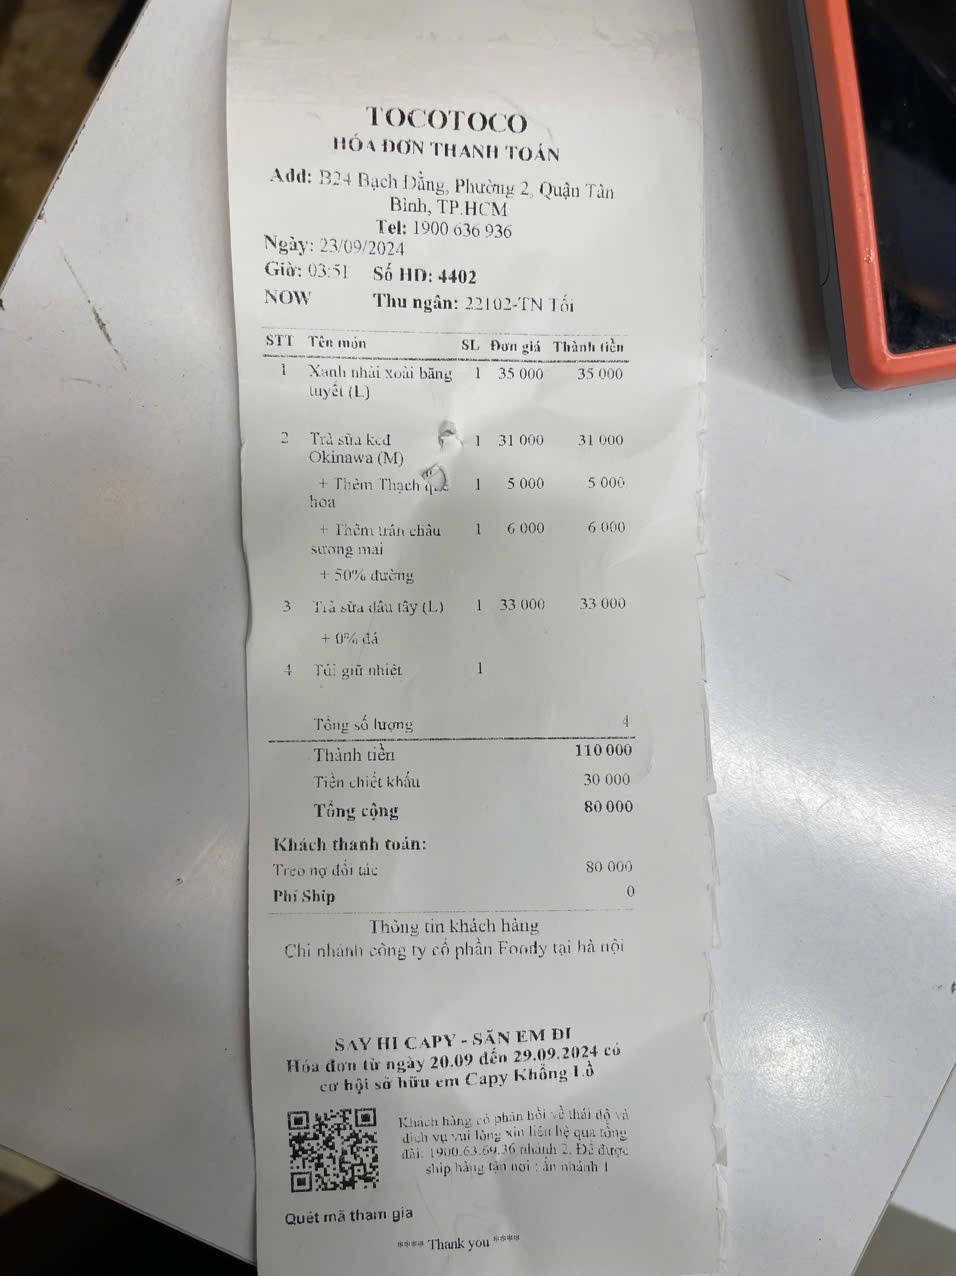 TOCOTOCO
HÓA ĐƠN THANH TOÁN
Add: B24 Bạch Đằng, Phường 2, Quận Tân
Bình, TP.HCM
Tel: 1900 636 936
Ngày: 23/09/2024
Giờ: 03:51 Số HD: 4402
NOW Thu ngân: 22102-TN Tối
STT Tên món SL Đơn giá Thành tiền
1 Xanh nhài xoài băng 1 35 000 35 000
tuyết (L)
2 Trà sữa kcd 1 31 000 31 000
Okinawa (M)
+ Thêm Thạch 1 5 000 5 000
hoa
+ Thêm trân châu 1 6 000 6 000
sương mai
+ 50% đường
3 Trà sữa dâu tây (L) 1 33 000 33 000
+ 0% đá
4 Túi giữ nhiệt 1
Tổng số lượng 4
Thành tiền 110 000
Tiền chiết khấu 30 000
Tổng cộng 80 000
Khách thanh toán:
Treo nợ đối tác 80 000
Phí Ship 0
Thông tin khách hàng
Chi nhánh công ty cổ phần Foody tại hà nội
SAY HI CAPY - SĂN EM ĐI
Hóa đơn từ ngày 20.09 đến 29.09.2024 có
cơ hội sở hữu em Capy Khổng Lồ
Khách hàng có phản hồi về thái độ và
dịch vụ vui lòng xin liên hệ qua tổng
đài: 1900.63.69.36 nhánh 2. Để được
ship hàng tận nơi : ấn nhánh 1
Quét mã tham gia
**** Thank you ****